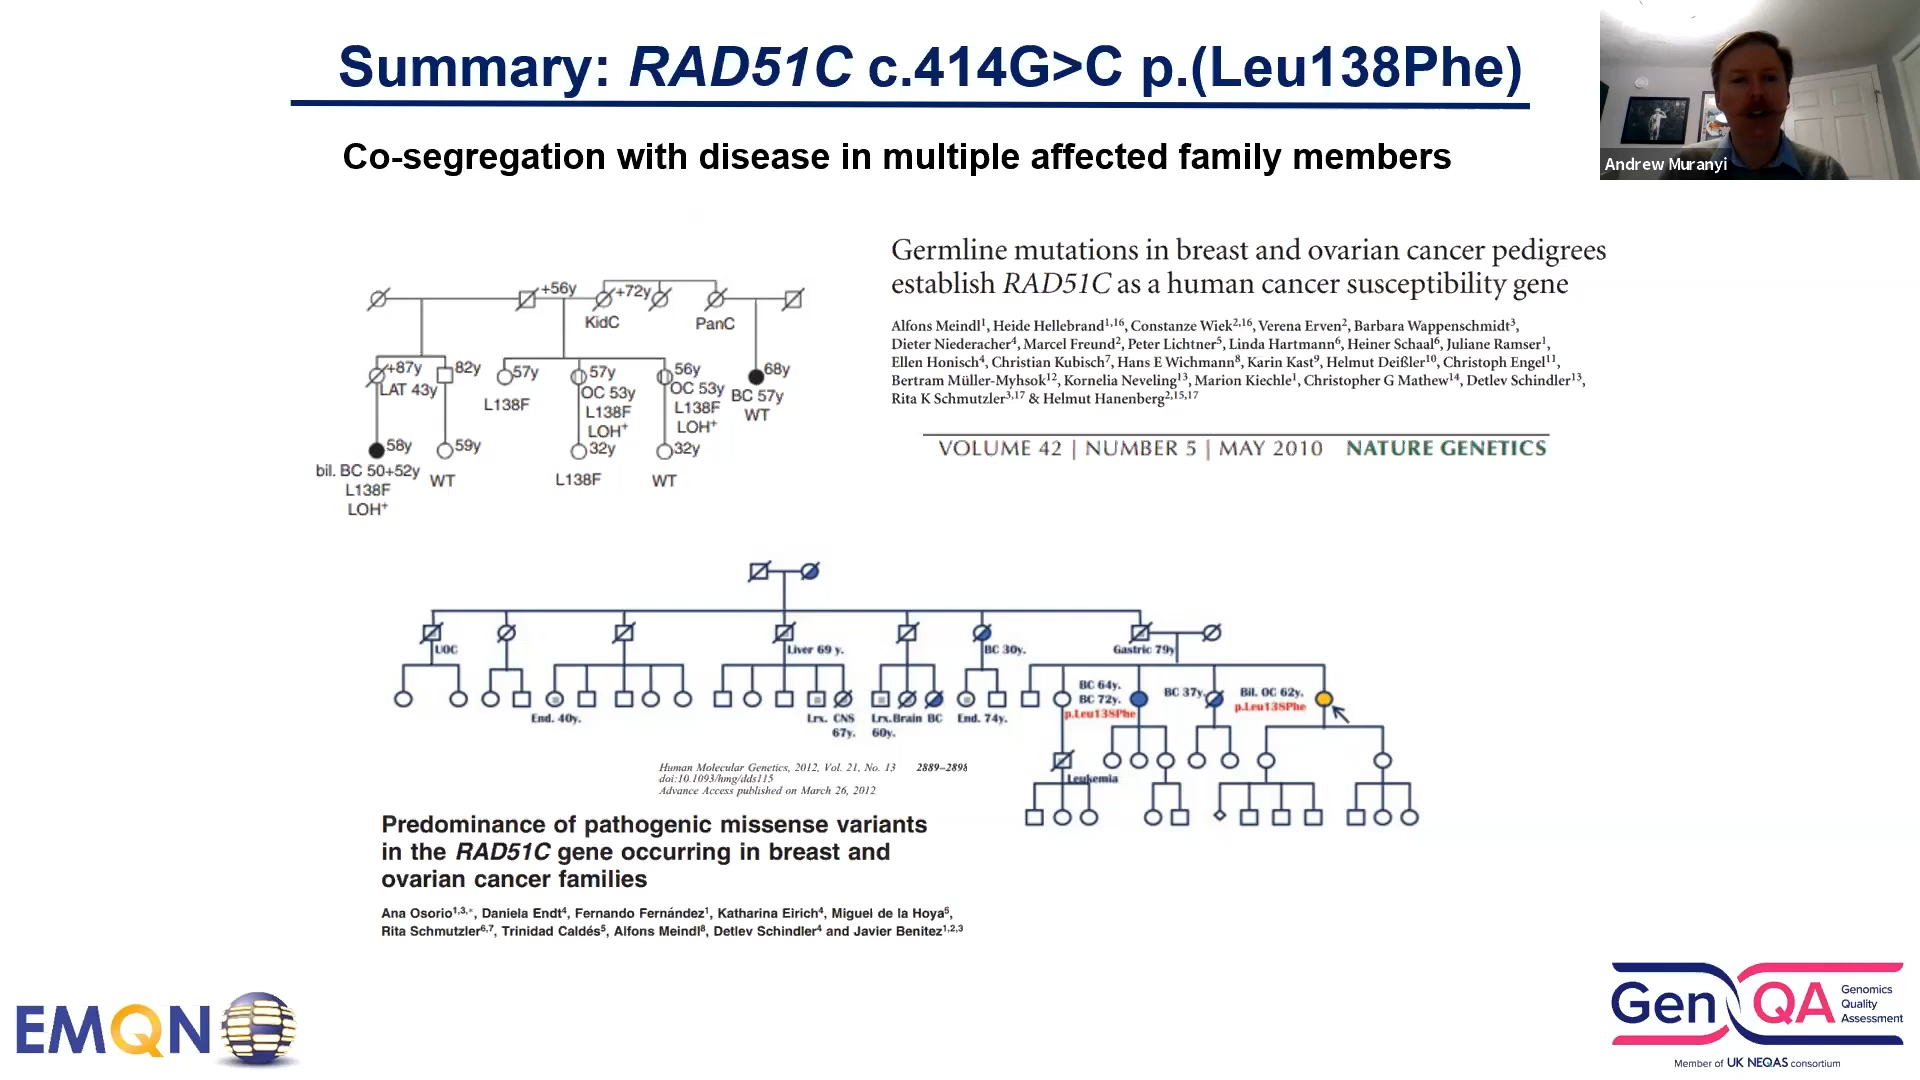 Summary: RAD51C c.414G>C p.(Leu138Phe)
Andrew Muranyi
Co-segregation with disease in multiple affected family members
+56y
+72y
KidC
PanC
+87y
LAT 43y
82y
57y
L138F
57y
OC 53y
L138F
LOH+
56y
OC 53y
L138F
LOH+
68y
BC 57y
WT
58y
bil. BC 50+52y
L138F
LOH+
59y
WT
32y
L138F
32y
WT
Germline mutations in breast and ovarian cancer pedigrees
establish RAD51C as a human cancer susceptibility gene
Alfons Meindl1, Heide Hellebrand1,16, Constanze Wiek2,16, Verena Erven2, Barbara Wappenschmidt3,
Dieter Niederacher4, Marcel Freund2, Peter Lichtner5, Linda Hartmann6, Heiner Schaal6, Juliane Ramser1,
Ellen Honisch4, Christian Kubisch7, Hans E Wichmann8, Karin Kast9, Helmut Deißler10, Christoph Engel11,
Bertram Müller-Myhsok12, Kornelia Neveling13, Marion Kiechle1, Christopher G Mathew14, Detlev Schindler13,
Rita K Schmutzler3,17 & Helmut Hanenberg2,15,17
VOLUME 42 | NUMBER 5 | MAY 2010 NATURE GENETICS
UOC
Liver 69 y.
BC 30y.
Gastric 79y
End. 40y.
Lrx. CNS
67y.
Lrx. Brain BC
60y.
End. 74y.
BC 64y.
BC 72y.
p.Leu138Phe
BC 37y.
Bil. OC 62y.
p.Leu138Phe
Leukemia
Human Molecular Genetics, 2012, Vol. 21, No. 13 2889–2898
doi:10.1093/hmg/dds115
Advance Access published on March 26, 2012
Predominance of pathogenic missense variants
in the RAD51C gene occurring in breast and
ovarian cancer families
Ana Osorio1,3,*, Daniela Endt4, Fernando Fernández1, Katharina Eirich4, Miguel de la Hoya5,
Rita Schmutzler6,7, Trinidad Caldés5, Alfons Meindl8, Detlev Schindler4 and Javier Benitez1,2,3
EMQN
GenQA
Genomics
Quality
Assessment
Member of UK NEQAS consortium